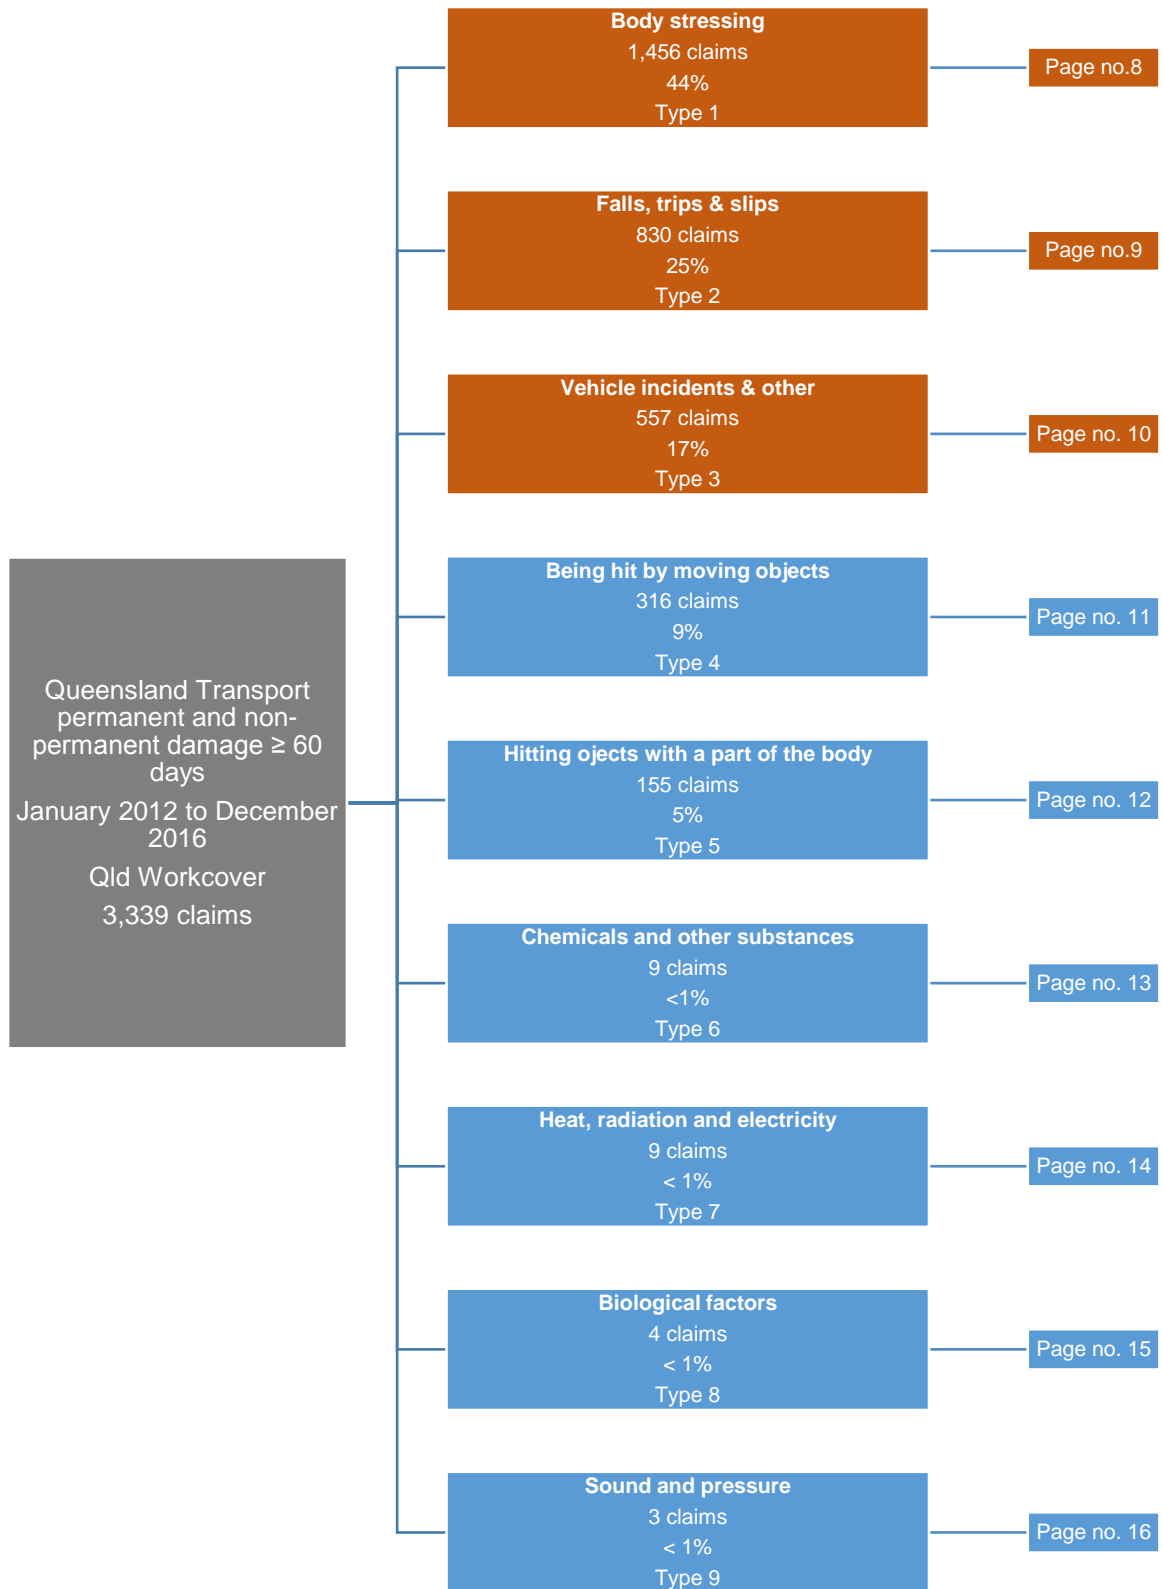 Body stressing
1,456 claims
44%
Type 1
Page no.8
Falls, trips & slips
830 claims
25%
Type 2
Page no.9
Vehicle incidents & other
557 claims
17%
Type 3
Page no. 10
Being hit by moving objects
316 claims
9%
Type 4
Page no. 11
Queensland Transport
permanent and non-
permanent damage ≥ 60
days
January 2012 to December
2016
Qld Workcover
3,339 claims
Hitting ojects with a part of the body
155 claims
5%
Type 5
Page no. 12
Chemicals and other substances
9 claims
<1%
Type 6
Page no. 13
Heat, radiation and electricity
9 claims
< 1%
Type 7
Page no. 14
Biological factors
4 claims
< 1%
Type 8
Page no. 15
Sound and pressure
3 claims
< 1%
Type 9
Page no. 16